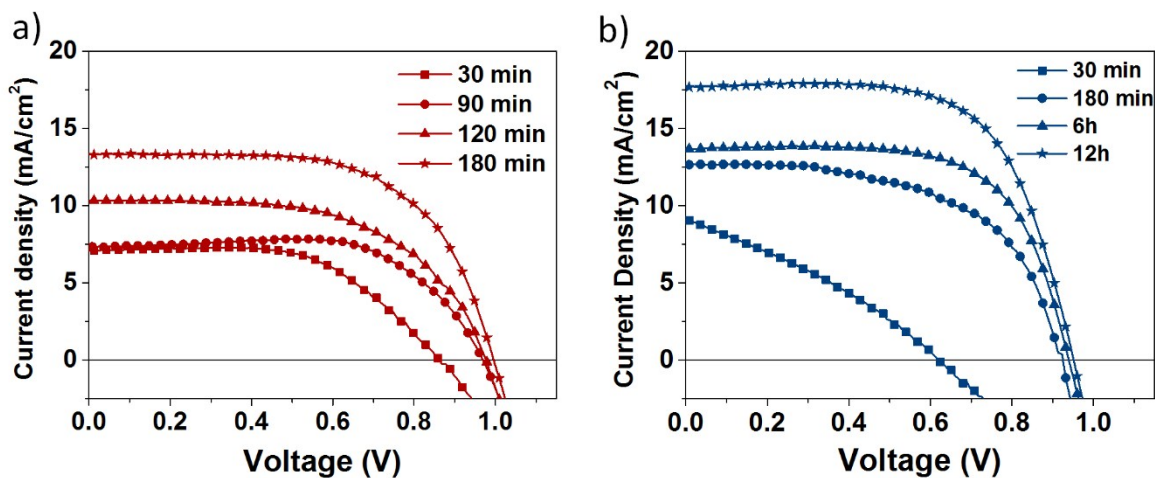 a)
Current density (mA/cm²)
20
15
10
5
0
30 min
90 min
120 min
180 min
0.0 0.2 0.4 0.6 0.8 1.0
Voltage (V)
b)
Current Density (mA/cm²)
20
15
10
5
0
30 min
180 min
6h
12h
0.0 0.2 0.4 0.6 0.8 1.0
Voltage (V)